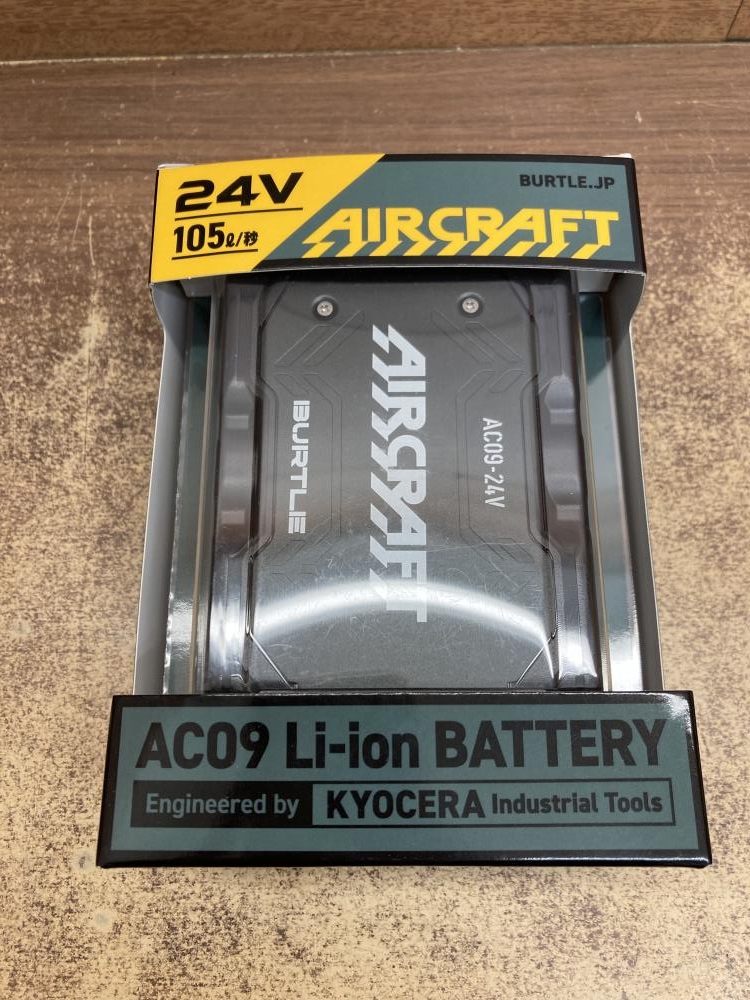 24V
105ℓ/秒
BURTLE.JP
AIRCRAFT
AIRCRAFT
BURTLE
AC09-24V
AC09 Li-ion BATTERY
Engineered by KYOCERA Industrial Tools